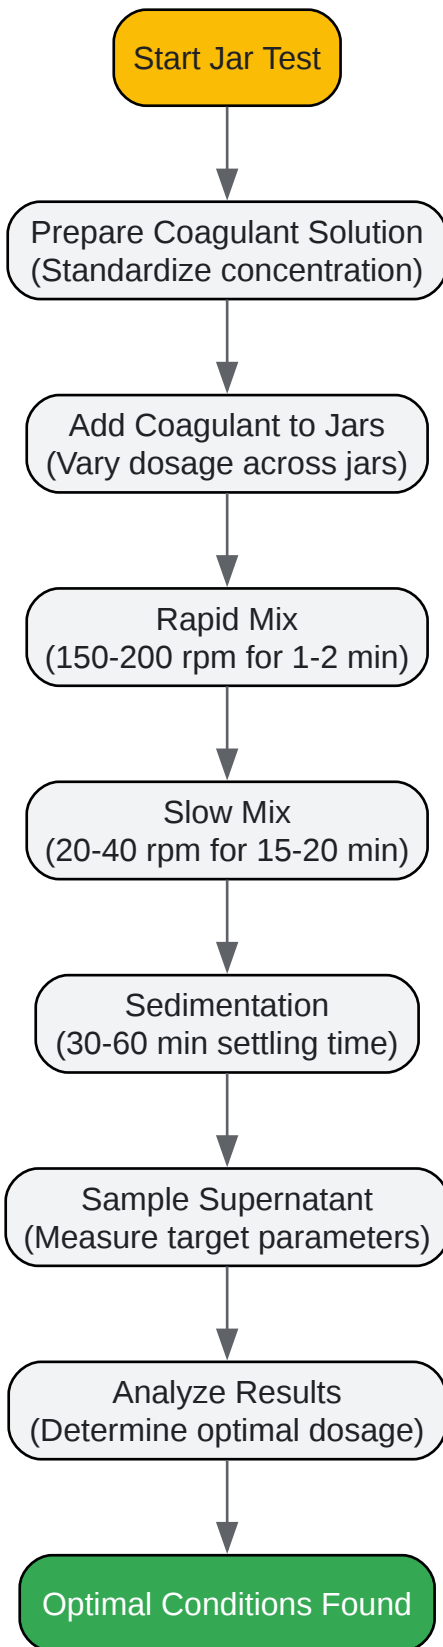 Start Jar Test
Prepare Coagulant Solution
(Standardize concentration)
Add Coagulant to Jars
(Vary dosage across jars)
Rapid Mix
(150-200 rpm for 1-2 min)
Slow Mix
(20-40 rpm for 15-20 min)
Sedimentation
(30-60 min settling time)
Sample Supernatant
(Measure target parameters)
Analyze Results
(Determine optimal dosage)
Optimal Conditions Found